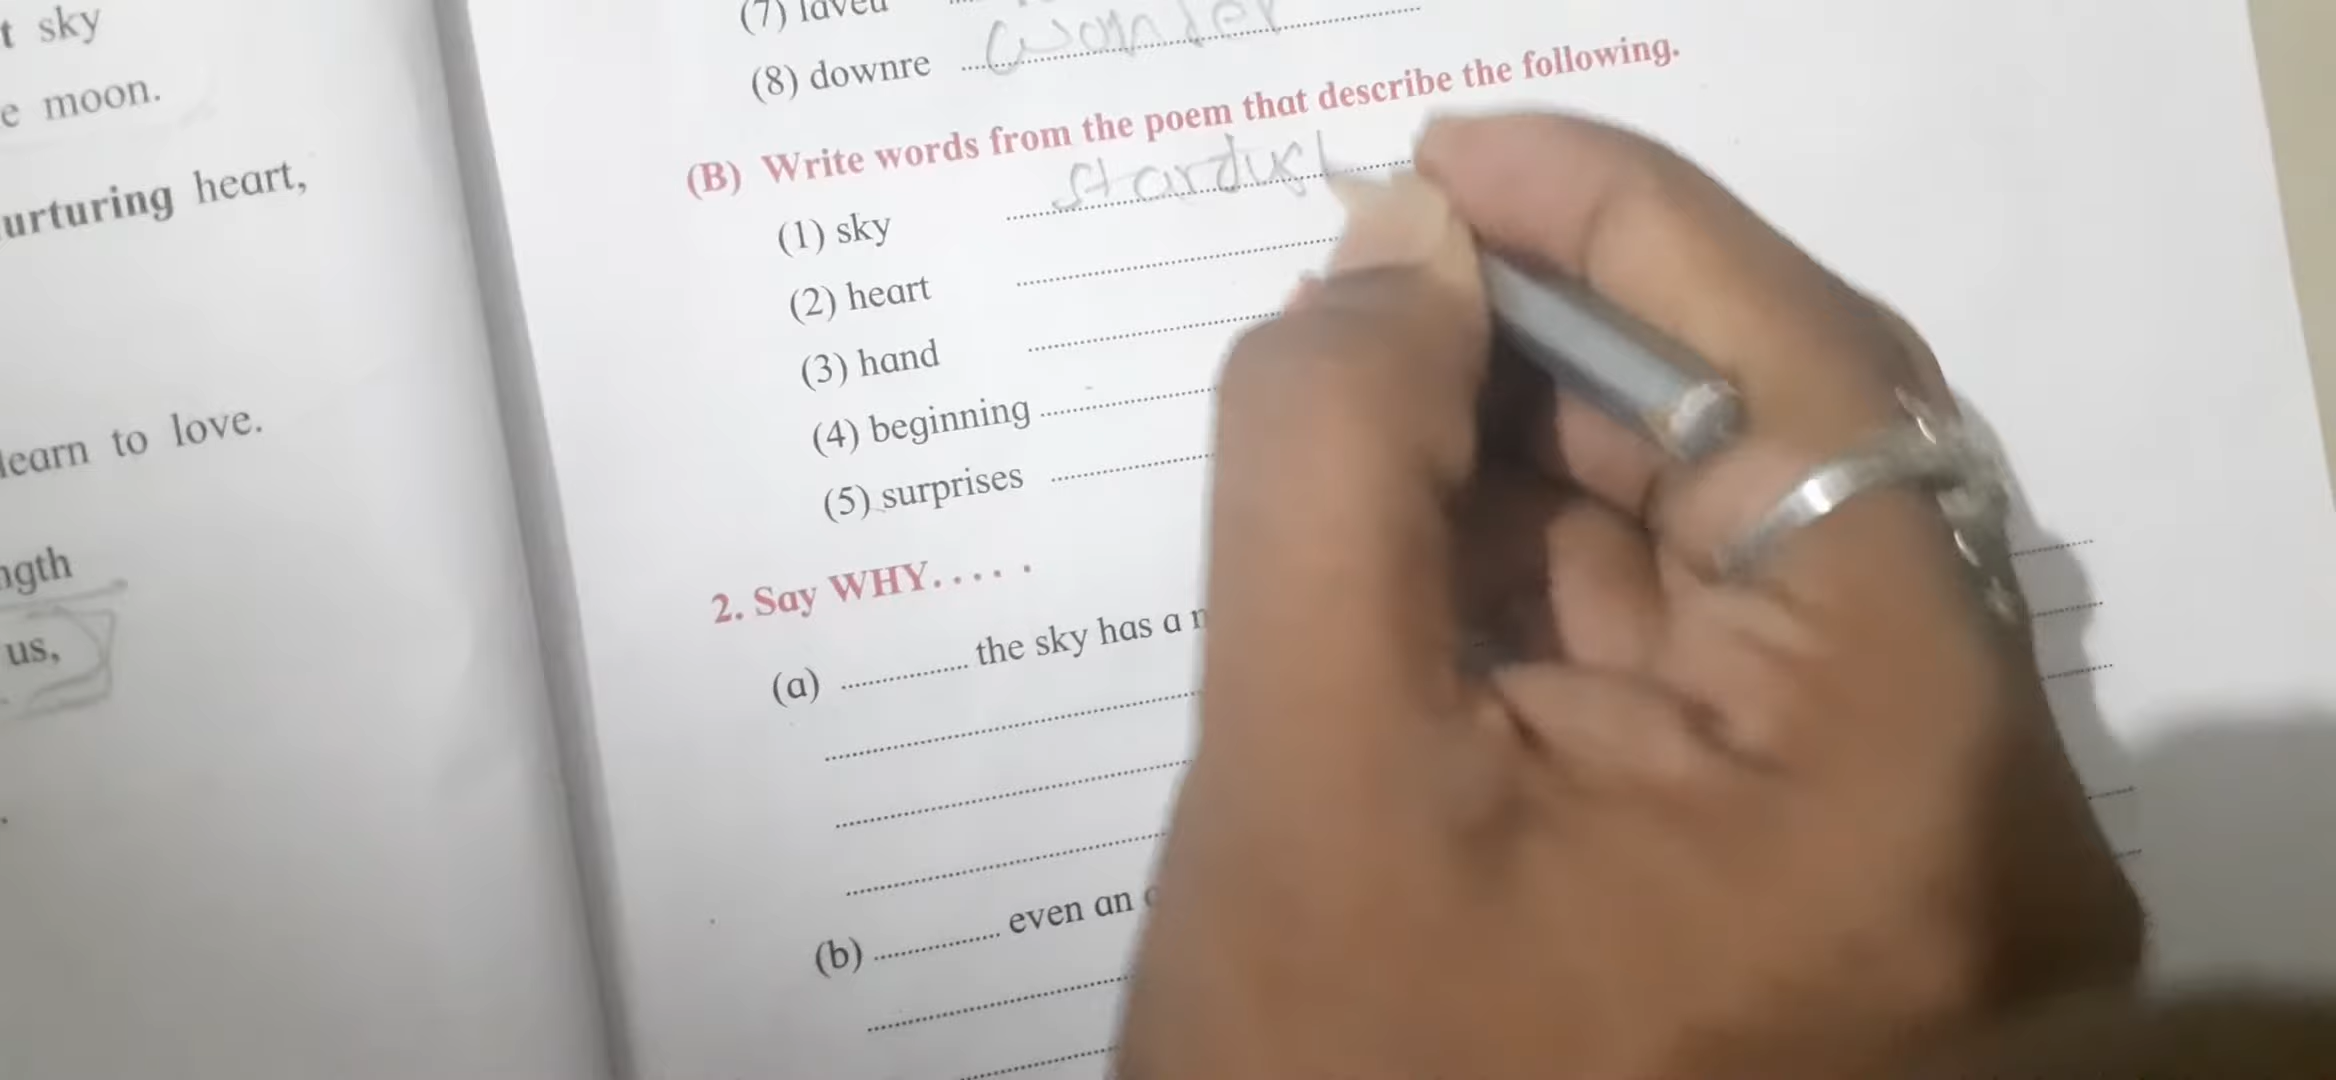 t sky
e moon.
urturing heart,
learn to love.
ngth
us,
(7) laved
(8) downre wonder
(B) Write words from the poem that describe the following.
(1) sky stardust
(2) heart
(3) hand
(4) beginning
(5) surprises
2. Say WHY.....
(a) the sky has a
(b) even an